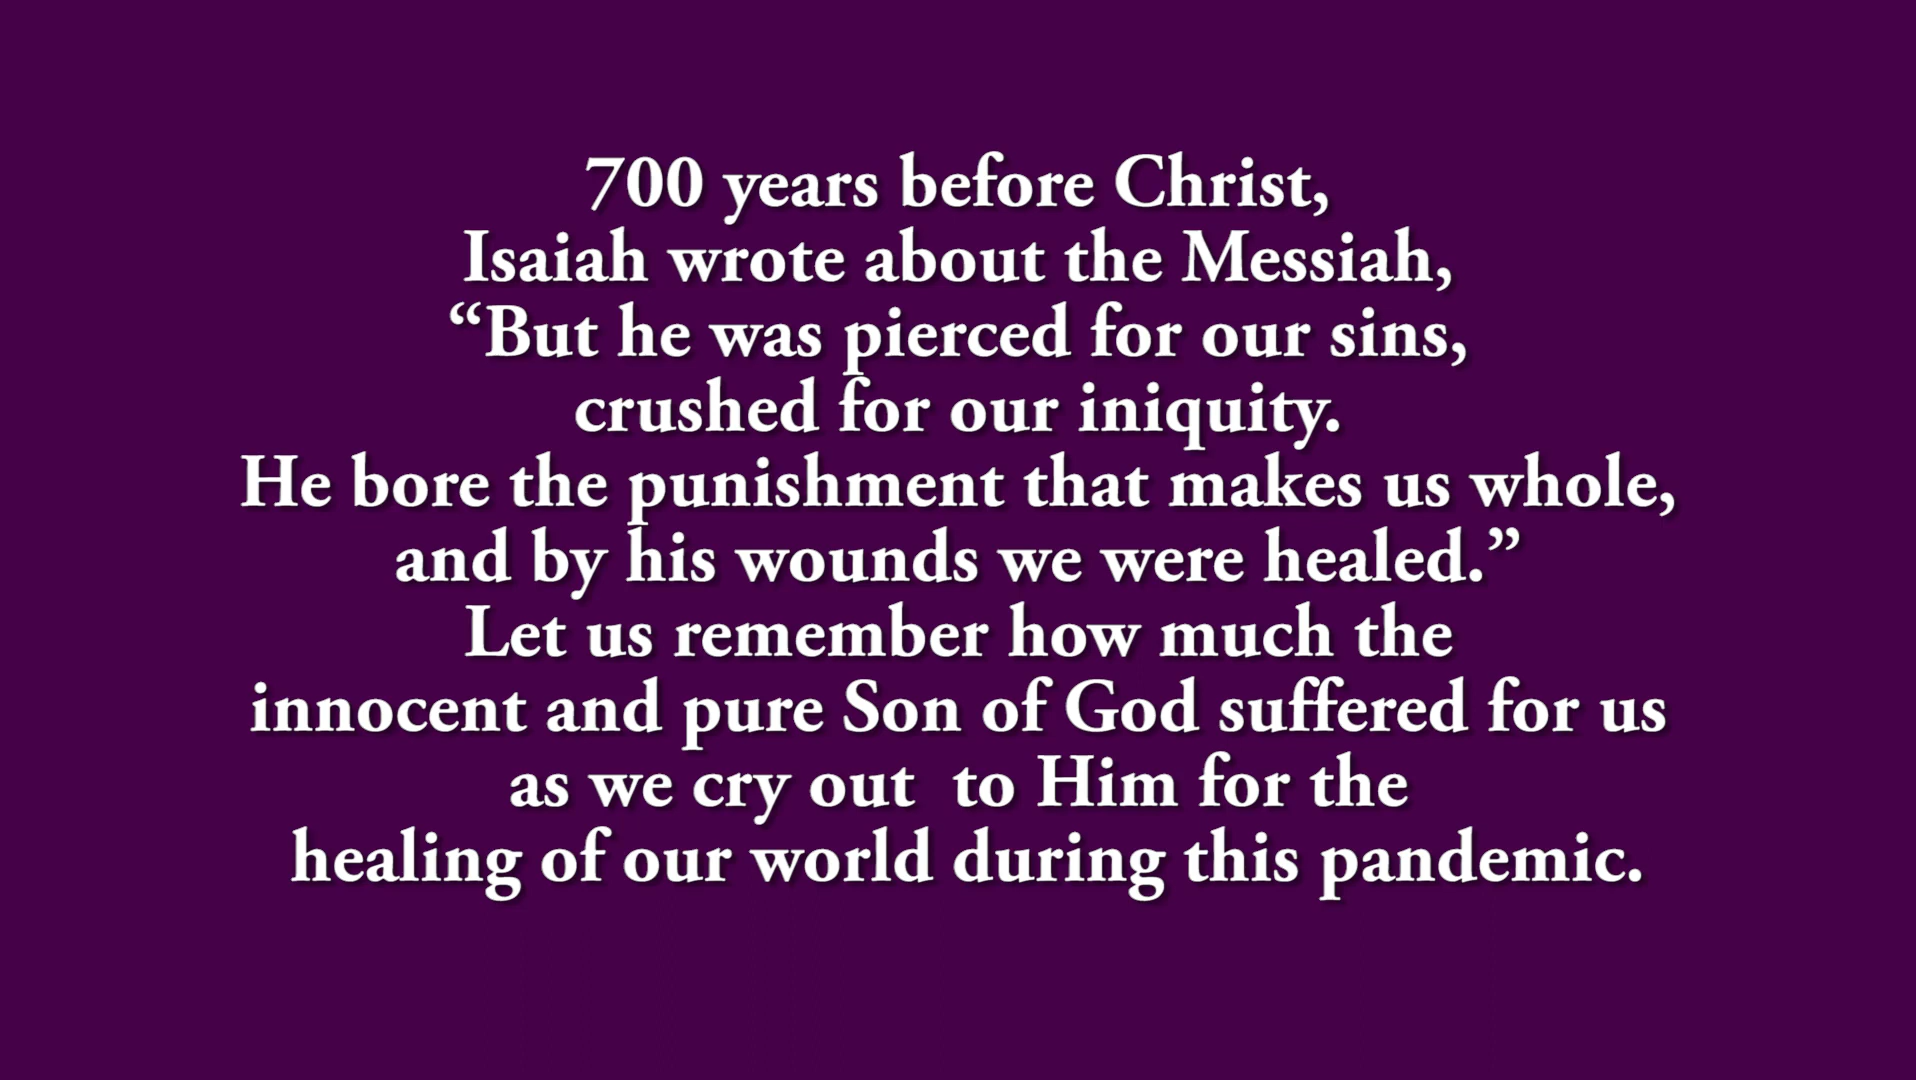 700 years before Christ,
Isaiah wrote about the Messiah,
“But he was pierced for our sins,
crushed for our iniquity.
He bore the punishment that makes us whole,
and by his wounds we were healed.”
Let us remember how much the
innocent and pure Son of God suffered for us
as we cry out  to Him for the
healing of our world during this pandemic.